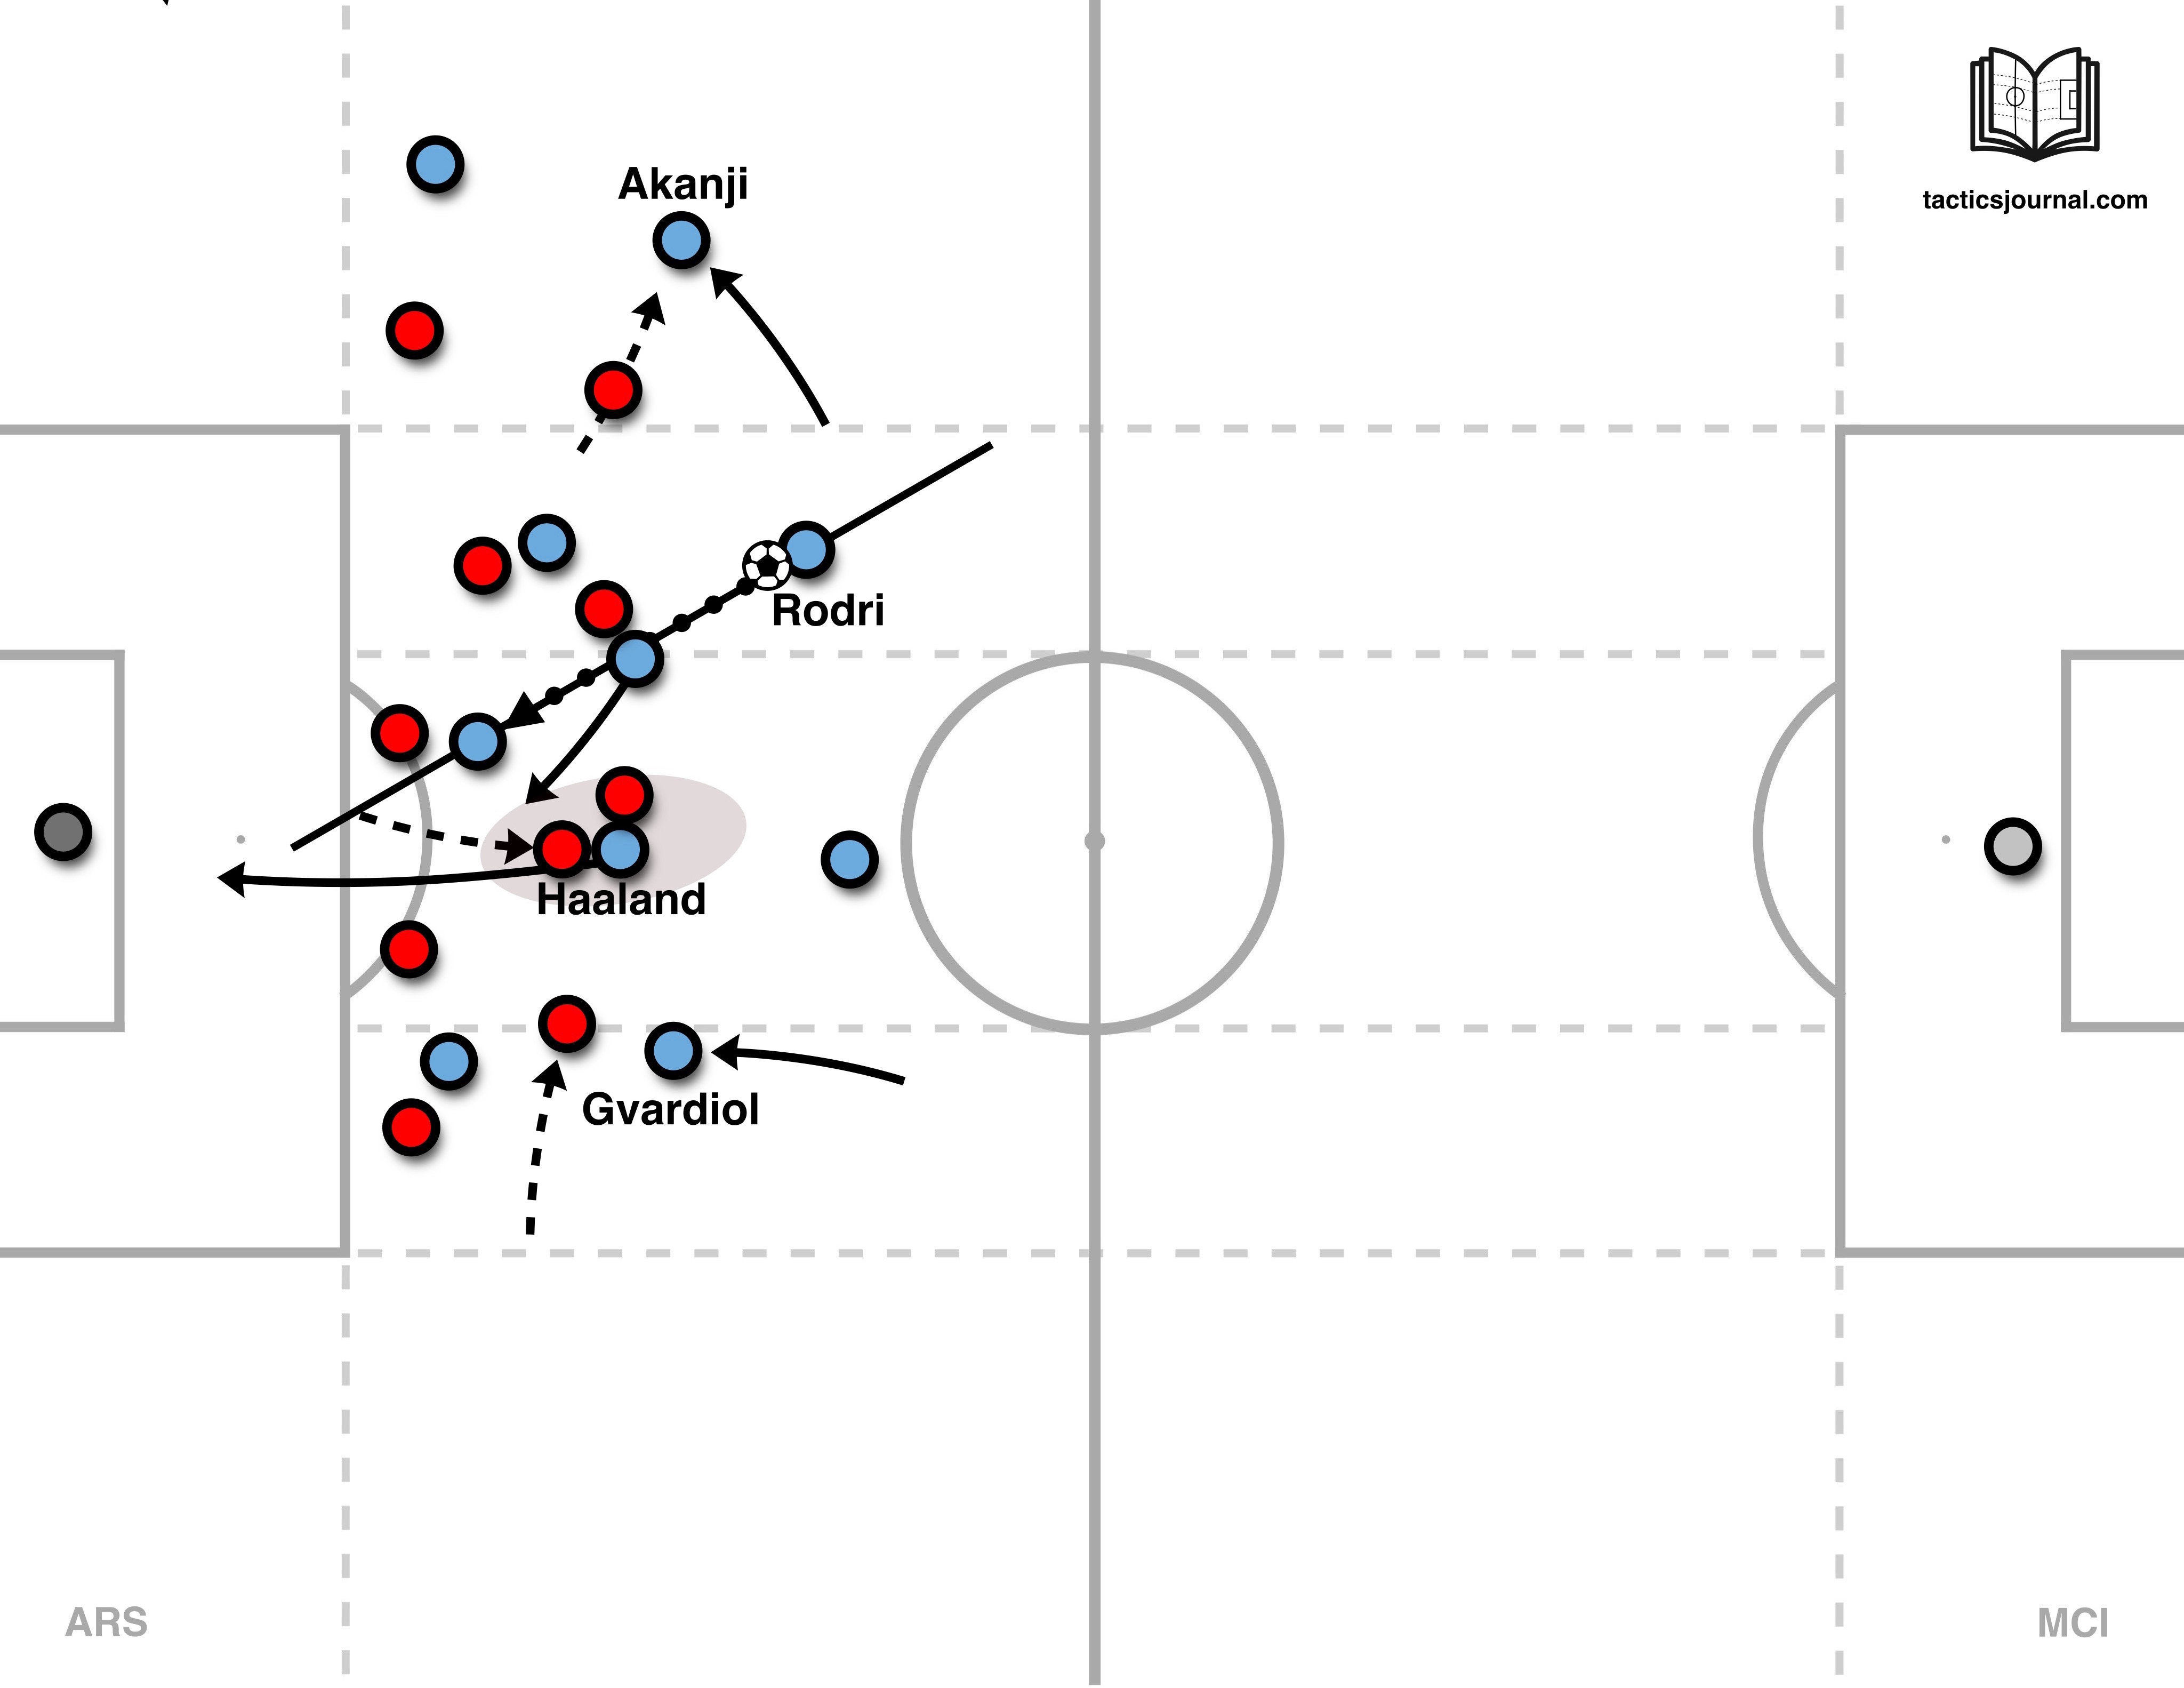 Akanji
tacticsjournal.com
Rodri
Haaland
Gvardiol
ARS
MCI